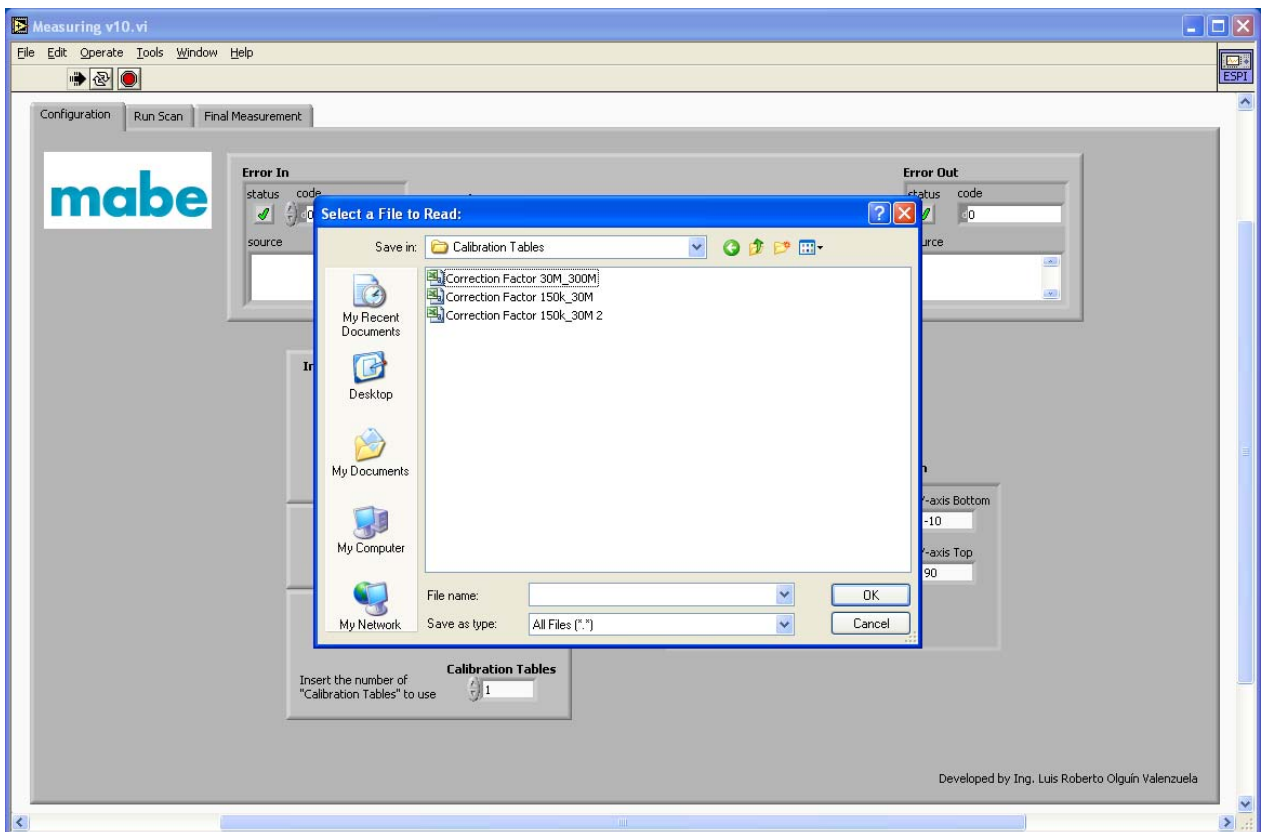 Measuring v10.vi
File Edit Operate Tools Window Help
ESPI
Configuration Run Scan Final Measurement
mabe
Error In
status code
source
Error Out
status code
0
Select a File to Read:
Save in: Calibration Tables
My Recent Documents
Desktop
My Documents
My Computer
My Network
Correction Factor 30M_300M
Correction Factor 150k_30M
Correction Factor 150k_30M 2
File name: OK
Save as type: All Files (*.*) Cancel
-axis Bottom
-10
-axis Top
90
Calibration Tables
Insert the number of
"Calibration Tables" to use
1
Developed by Ing. Luis Roberto Olguín Valenzuela